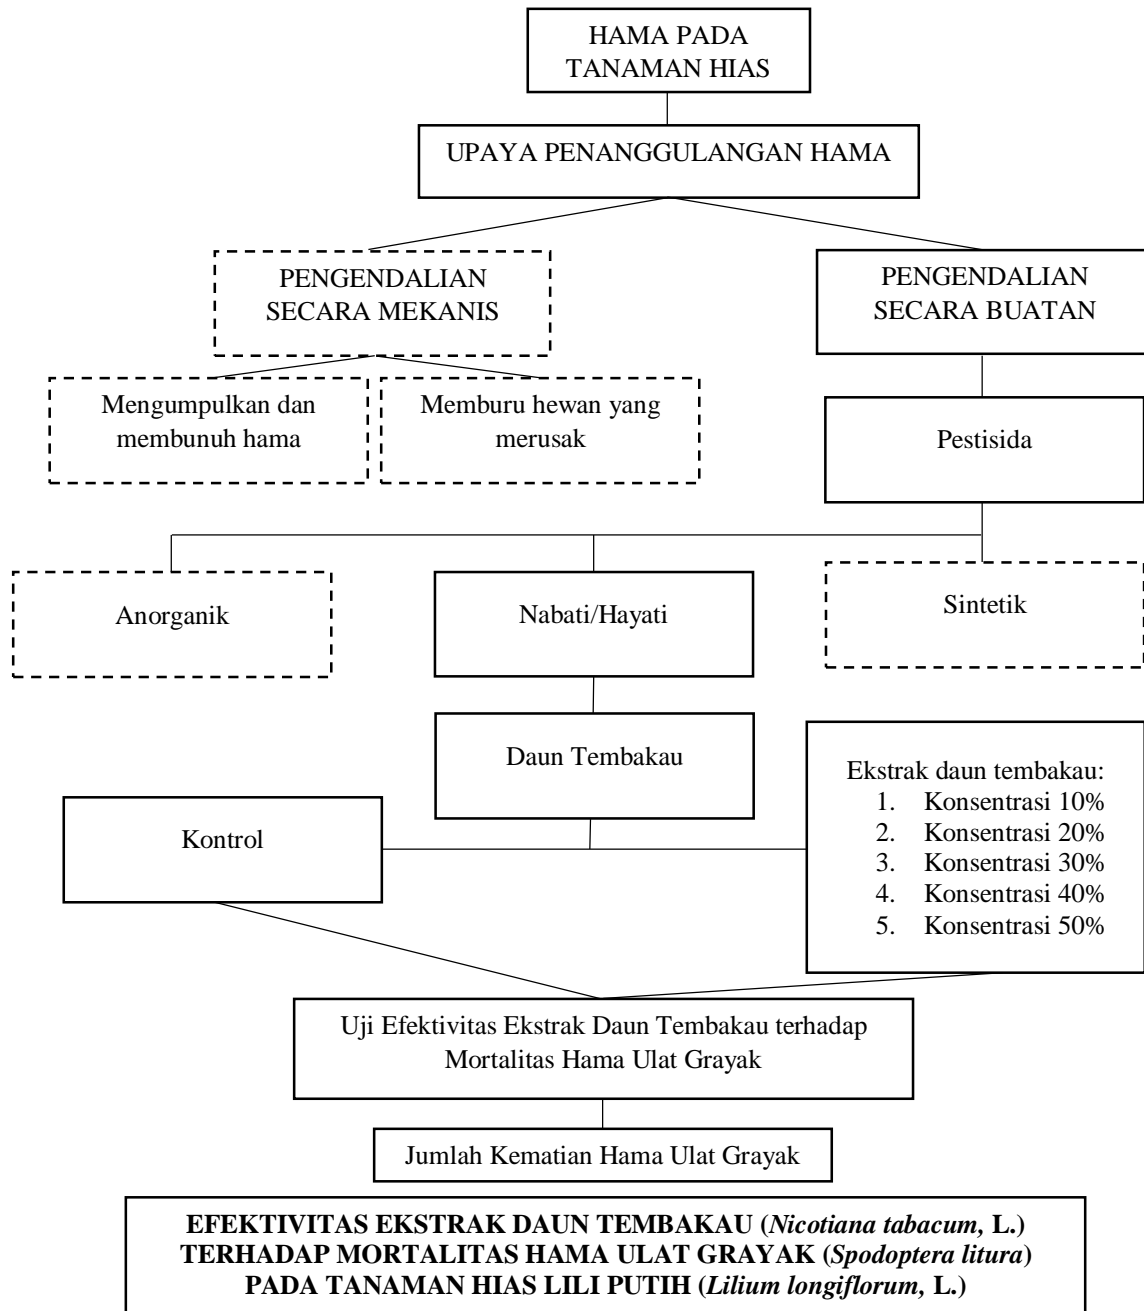 HAMA PADA
TANAMAN HIAS
UPAYA PENANGGULANGAN HAMA
PENGENDALIAN
SECARA MEKANIS
PENGENDALIAN
SECARA BUATAN
Mengumpulkan dan
membunuh hama
Memburu hewan yang
merusak
Pestisida
Anorganik
Nabati/Hayati
Sintetik
Daun Tembakau
Kontrol
Ekstrak daun tembakau:
1. Konsentrasi 10%
2. Konsentrasi 20%
3. Konsentrasi 30%
4. Konsentrasi 40%
5. Konsentrasi 50%
Uji Efektivitas Ekstrak Daun Tembakau terhadap
Mortalitas Hama Ulat Grayak
Jumlah Kematian Hama Ulat Grayak
EFEKTIVITAS EKSTRAK DAUN TEMBAKAU (Nicotiana tabacum, L.)
TERHADAP MORTALITAS HAMA ULAT GRAYAK (Spodoptera litura)
PADA TANAMAN HIAS LILI PUTIH (Lilium longiflorum, L.)